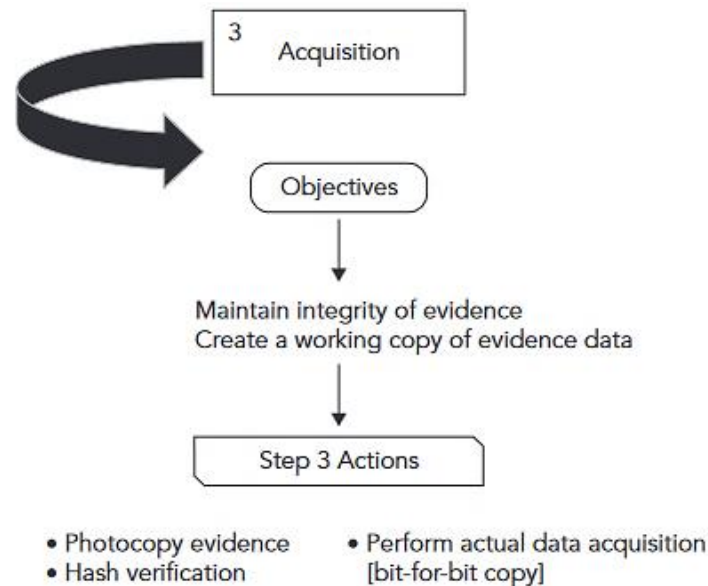 3
Acquisition
Objectives
Maintain integrity of evidence
Create a working copy of evidence data
Step 3 Actions
• Photocopy evidence
• Hash verification
• Perform actual data acquisition
[bit-for-bit copy]